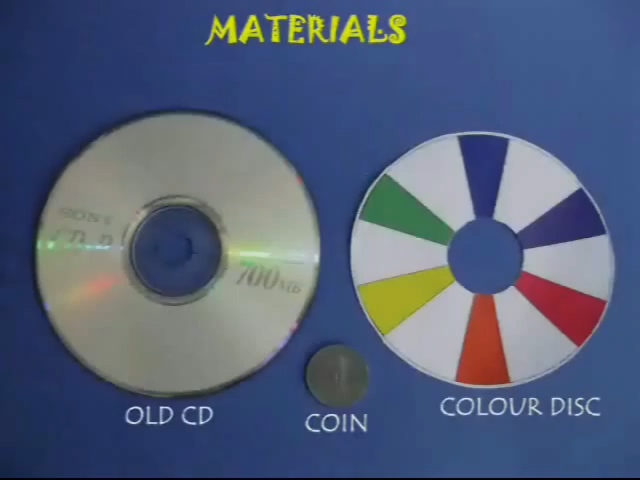 MATERIALS
SONY
700MB
OLD CD
COIN
COLOUR DISC